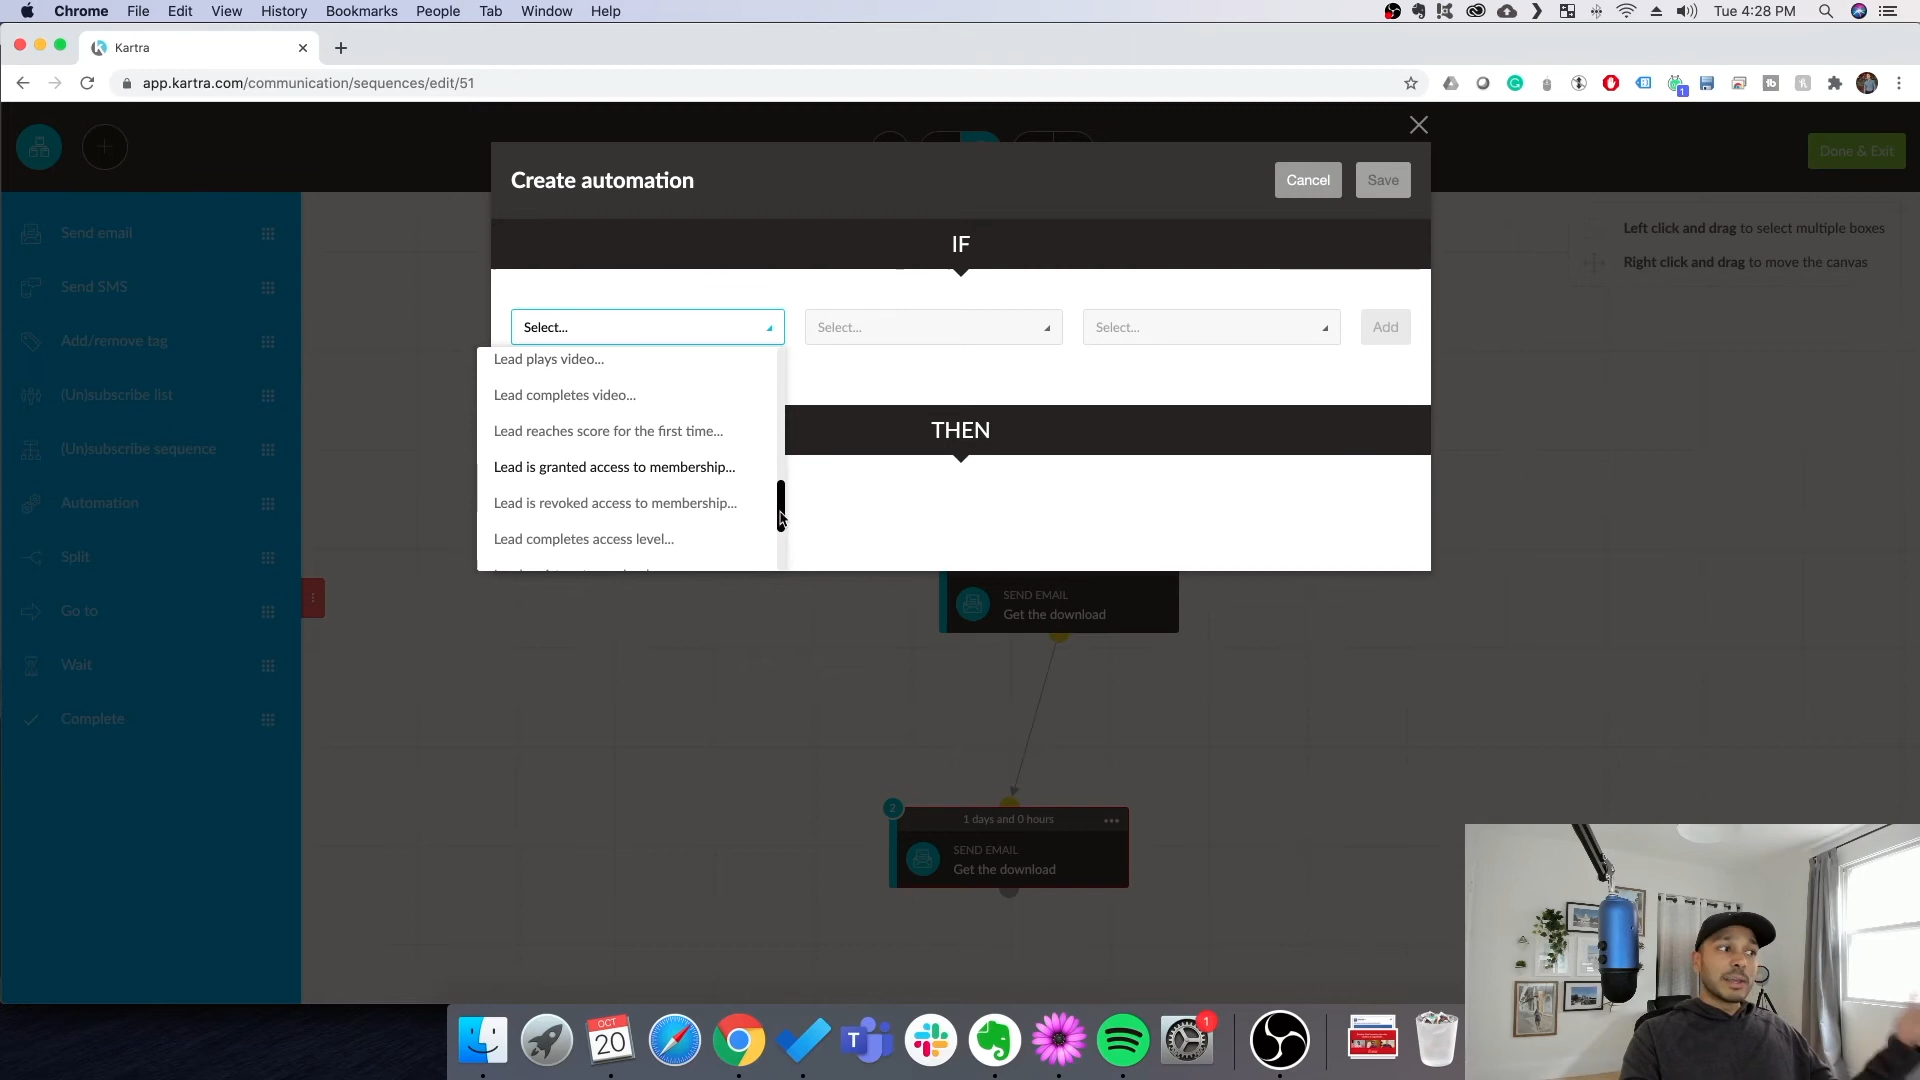 Chrome File Edit View History Bookmarks People Tab Window Help
Tue 4:28 PM
Kartra
app.kartra.com/communication/sequences/edit/51
1
Done & Exit
Create automation
Cancel
Save
Send email
Send SMS
Add/remove tag
(Un)subscribe list
(Un)subscribe sequence
Automation
Split
Go to
Wait
Complete
Left click and drag to select multiple boxes
Right click and drag to move the canvas
IF
Select...
Select...
Select...
Add
Lead plays video...
Lead completes video...
Lead reaches score for the first time...
Lead is granted access to membership...
Lead is revoked access to membership...
Lead completes access level...
THEN
SEND EMAIL
Get the download
2
1 days and 0 hours
SEND EMAIL
Get the download
OCT
20
T
1